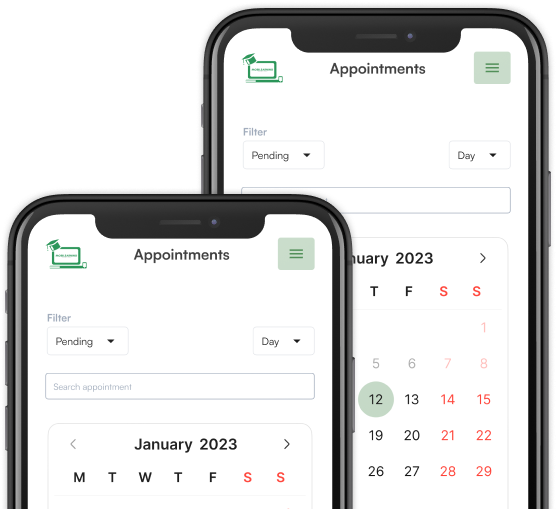 Appointments
Filter
Pending
Day
nuary 2023
T F S S
1
5 6 7 8
12 13 14 15
19 20 21 22
26 27 28 29
Appointments
Filter
Pending
Day
Search appointment
January 2023
M T W T F S S